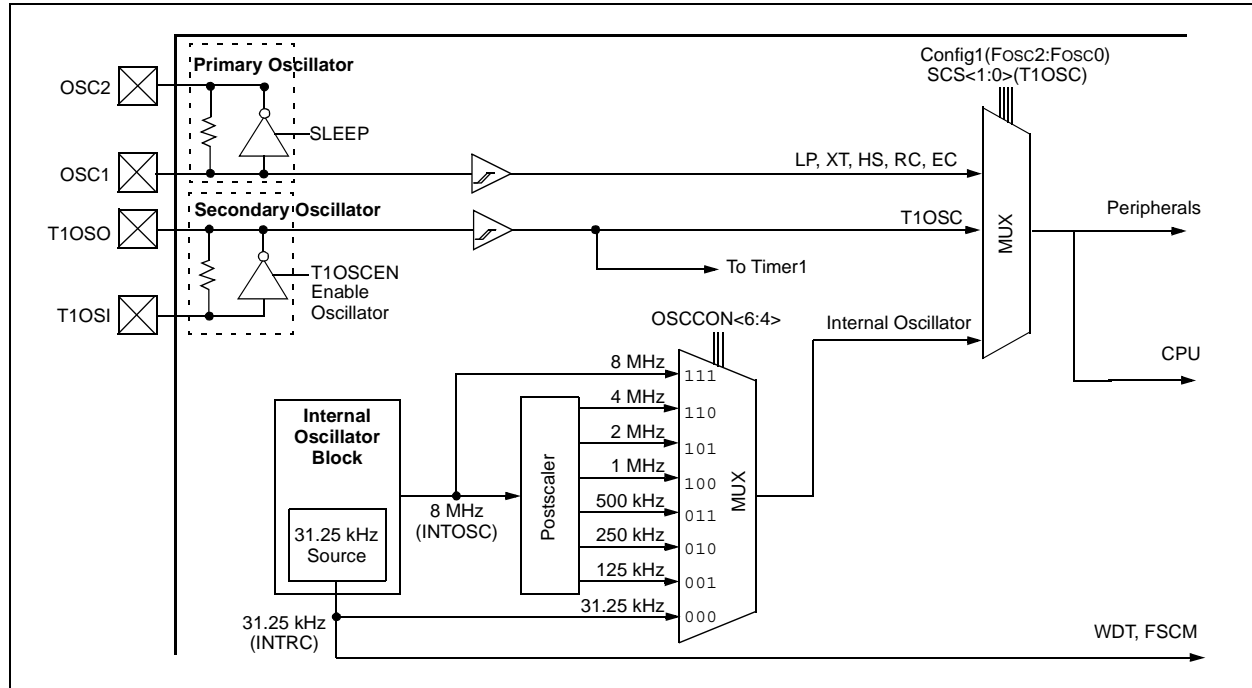 Config1(FOSC2:FOSC0)
SCS<1:0>(T1OSC)
Primary Oscillator
OSC2
SLEEP
OSC1
LP, XT, HS, RC, EC
Secondary Oscillator
T1OSO
T1OSC
MUX
Peripherals
To Timer1
T1OSCEN
Enable
Oscillator
T1OSI
OSCCON<6:4>
Internal Oscillator
CPU
8 MHz
111
4 MHz
110
Internal
Oscillator
Block
2 MHz
101
1 MHz
100
Postscaler
MUX
8 MHz
(INTOSC)
500 kHz
011
31.25 kHz
Source
250 kHz
010
125 kHz
001
31.25 kHz
000
31.25 kHz
(INTRC)
WDT, FSCM